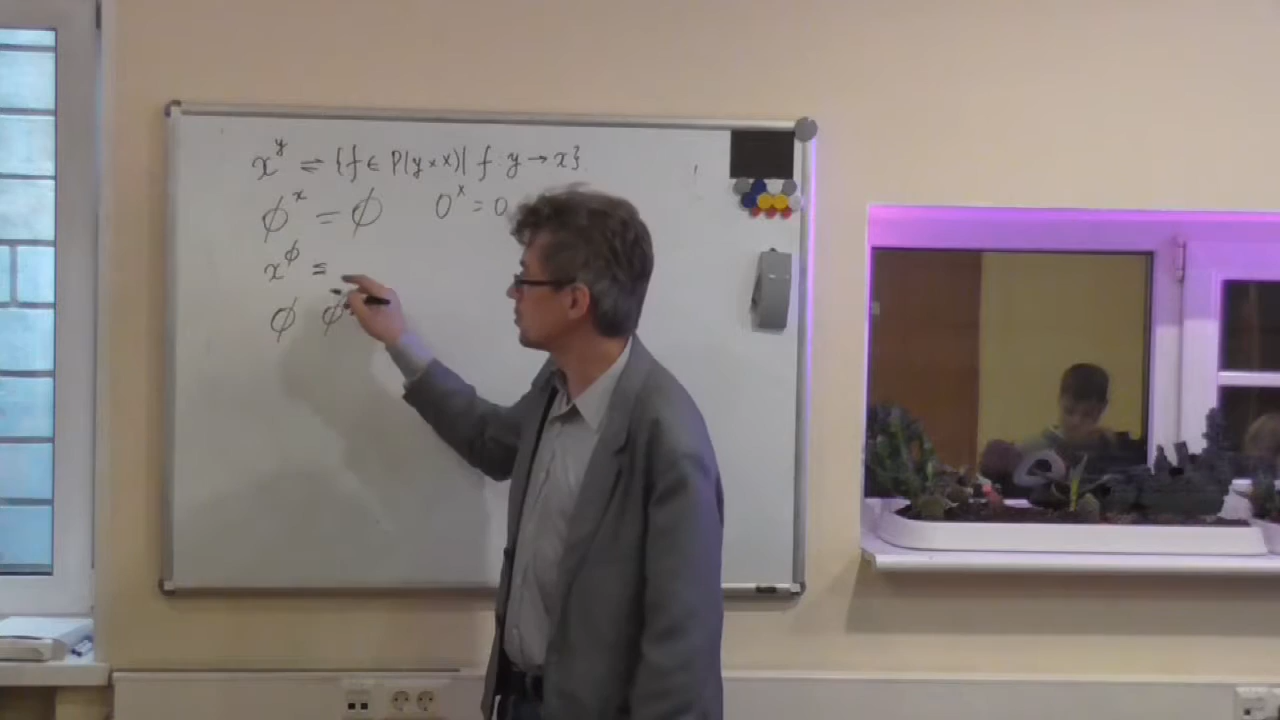 x^y ⇌ {f ∈ P(y × x) | f : y → x}
∅^x = ∅ 0^x = 0
x^∅ =
∅ ∅